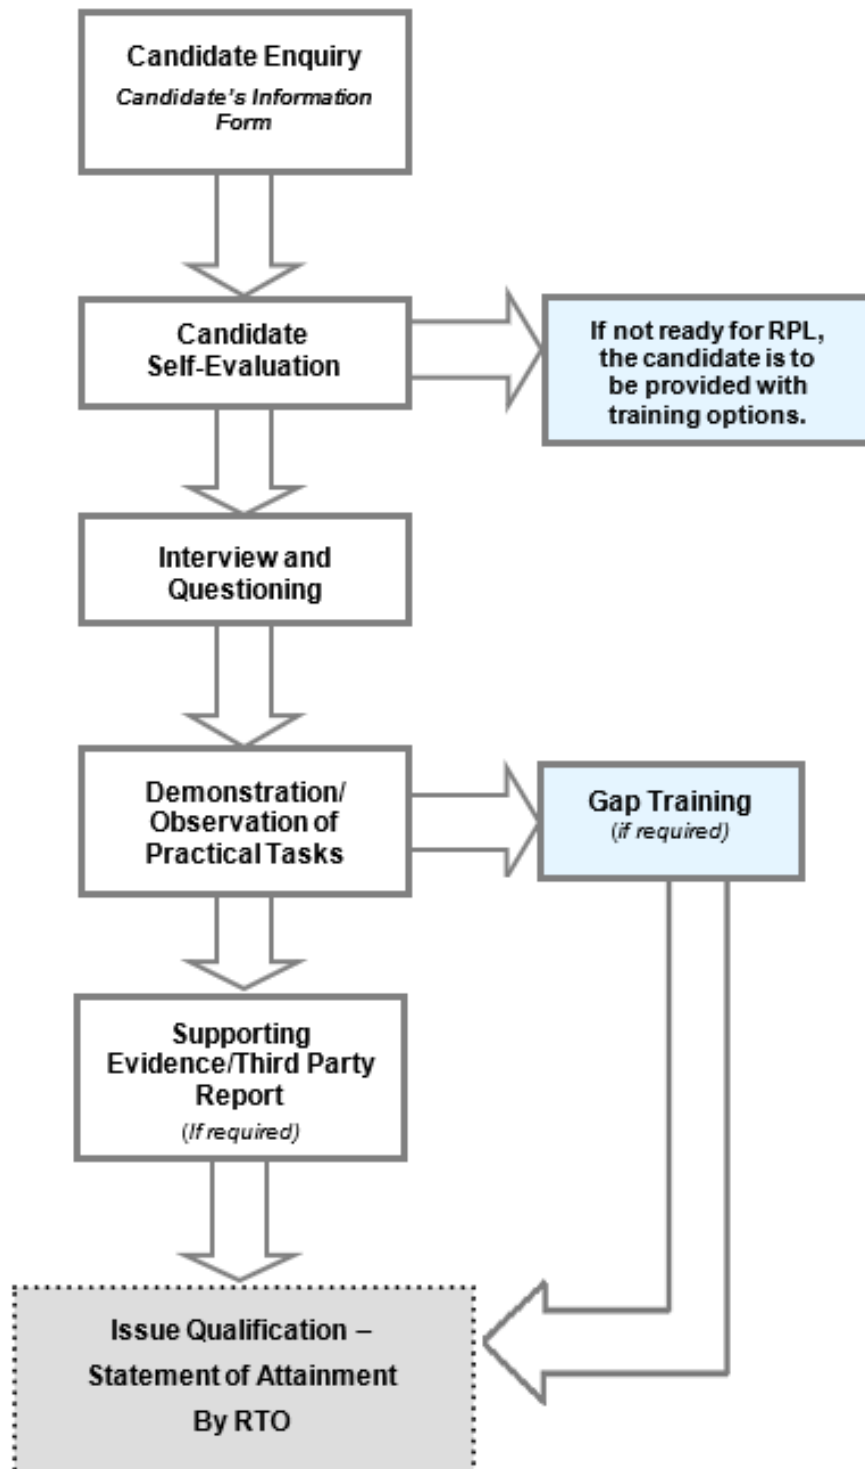 Candidate Enquiry
Candidate's Information
Form
Candidate
Self-Evaluation
If not ready for RPL,
the candidate is to
be provided with
training options.
Interview and
Questioning
Demonstration/
Observation of
Practical Tasks
Gap Training
(if required)
Supporting
Evidence/Third Party
Report
(If required)
Issue Qualification –
Statement of Attainment
By RTO